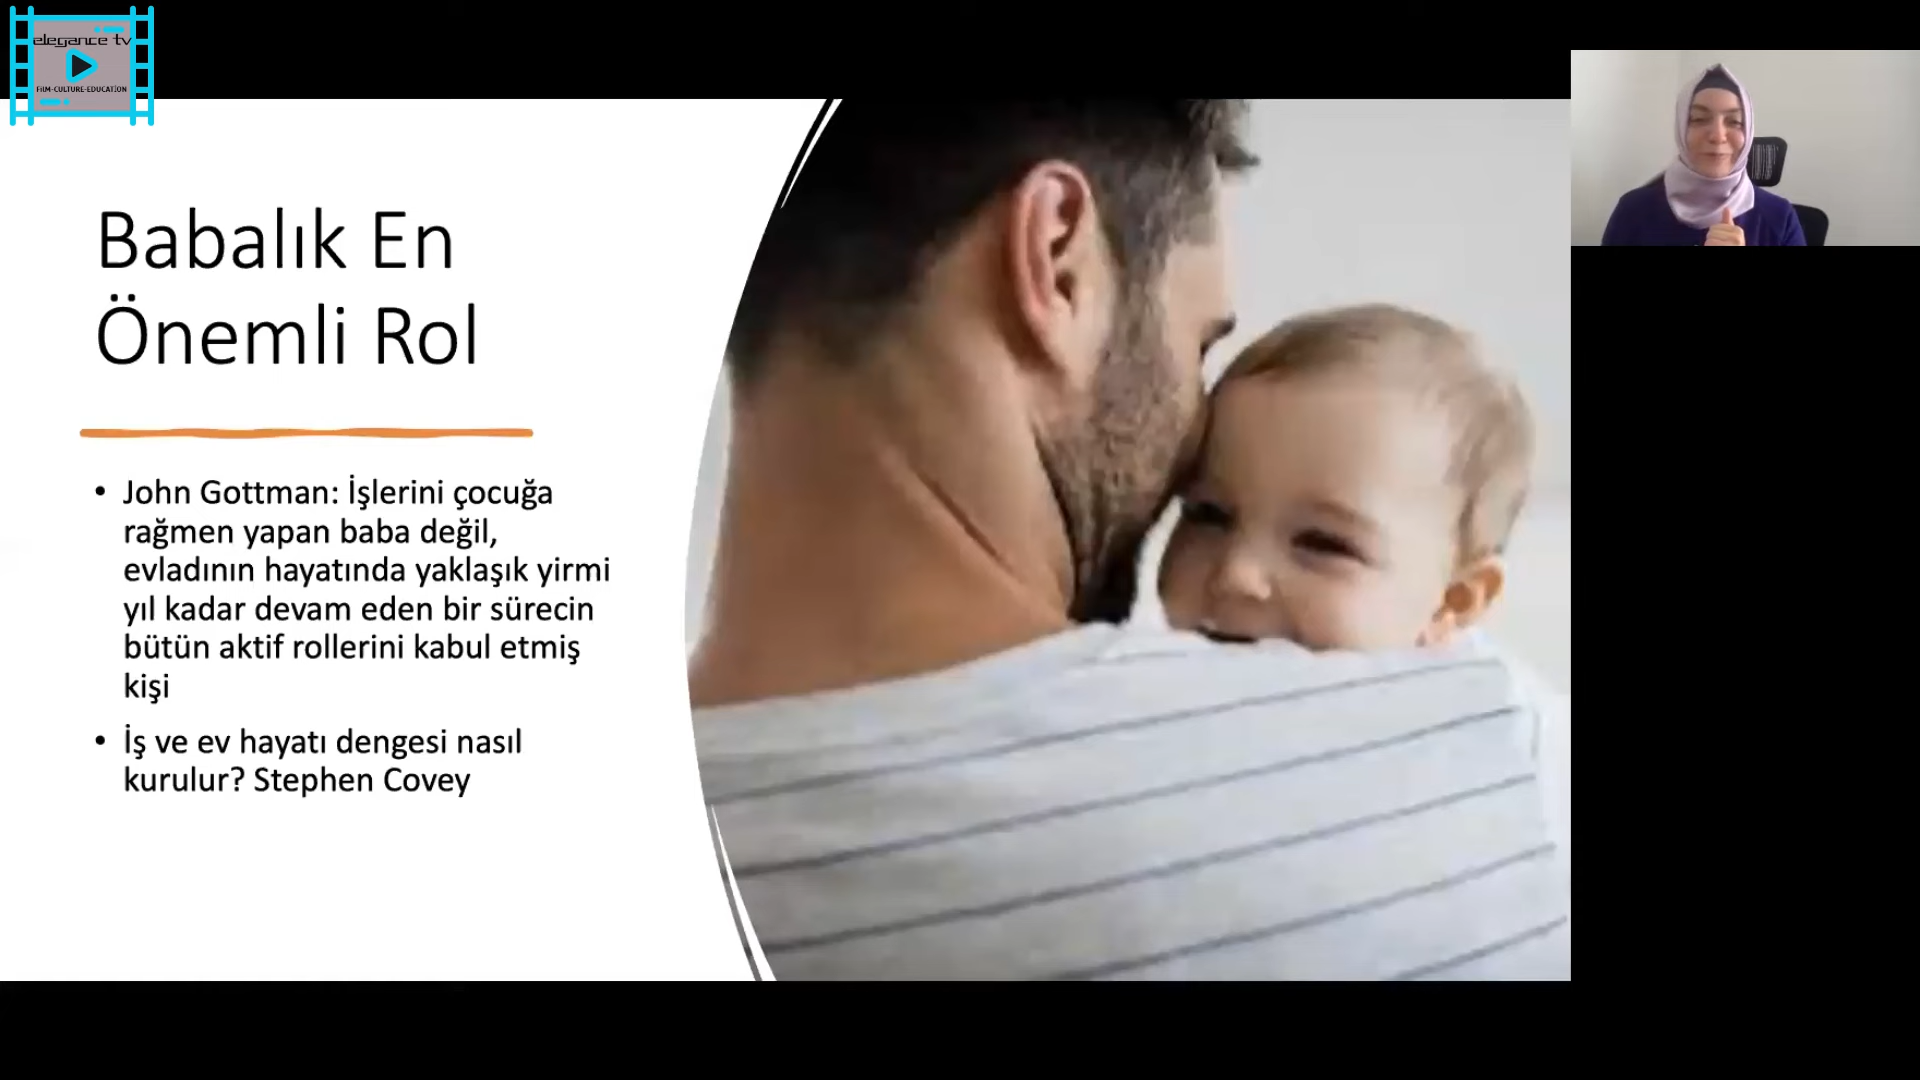 elegance tv
FILM-CULTURE-EDUCATION
Babalık En
Önemli Rol
• John Gottman: İşlerini çocuğa
rağmen yapan baba değil,
evladının hayatında yaklaşık yirmi
yıl kadar devam eden bir sürecin
bütün aktif rollerini kabul etmiş
kişi
• İş ve ev hayatı dengesi nasıl
kurulur? Stephen Covey